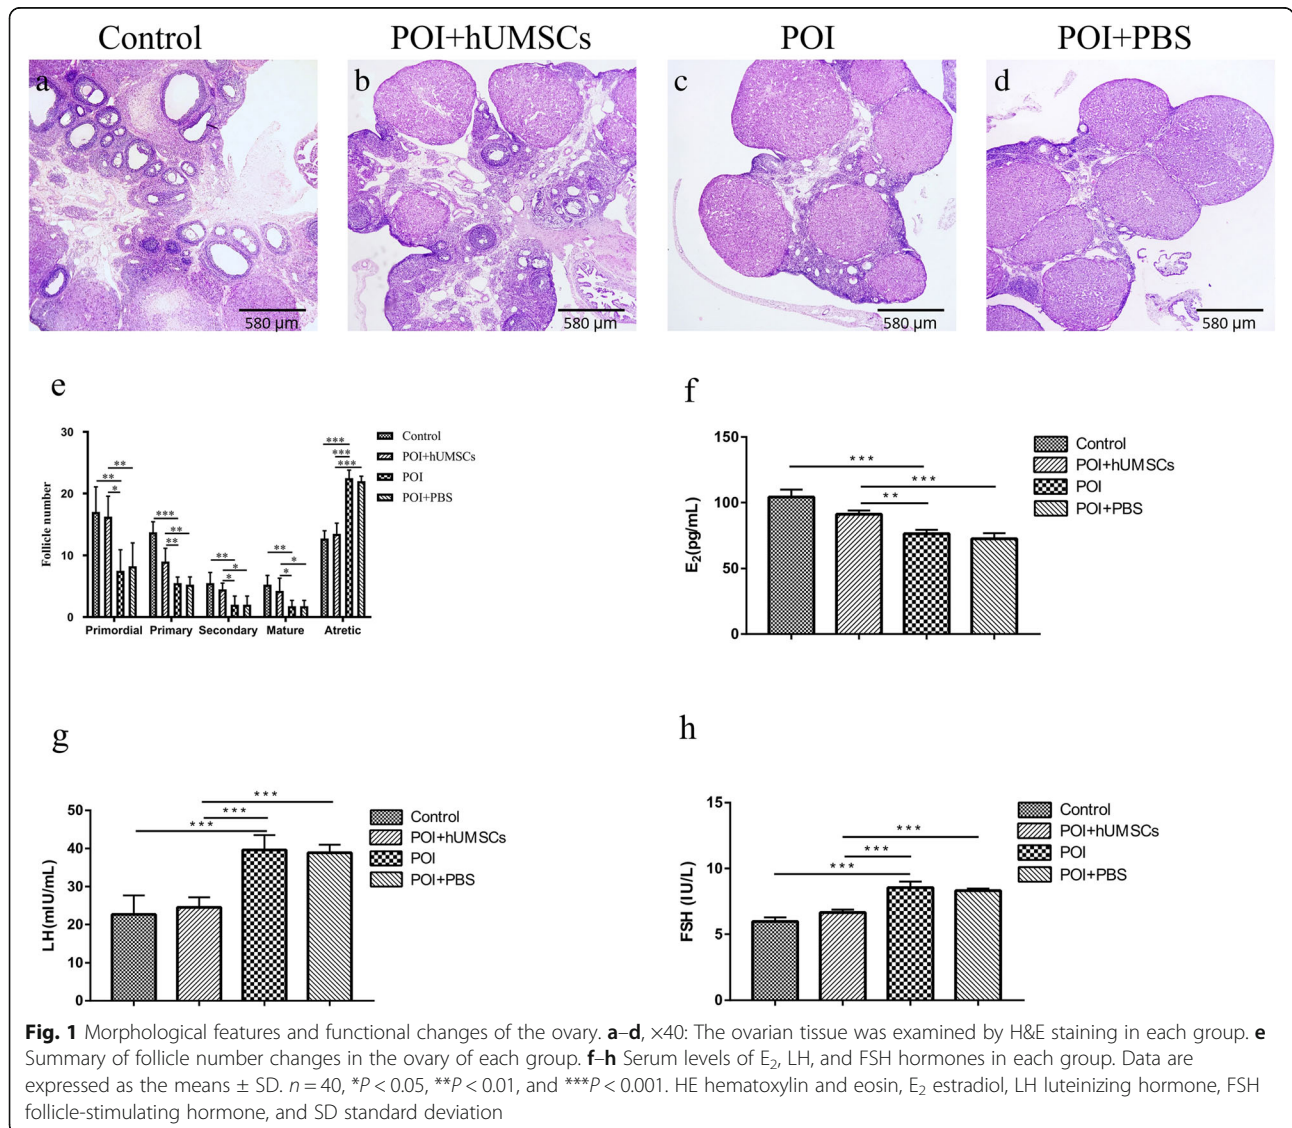 Control POI+hUMSCs POI POI+PBS
a b c d
580 µm 580 µm 580 µm 580 µm
e
30
20
10
0
Follicle number
*** *** ***
** ** *
*** ** **
** * *
** * *
Primordial Primary Secondary Mature Atretic
Control
POI+hUMSCs
POI
POI+PBS
f
150
100
50
0
E₂(pg/mL)
***
***
**
Control
POI+hUMSCs
POI
POI+PBS
g
50
40
30
20
10
0
LH(mIU/mL)
***
***
***
Control
POI+hUMSCs
POI
POI+PBS
h
15
10
5
0
FSH (IU/L)
***
***
***
Control
POI+hUMSCs
POI
POI+PBS
Fig. 1 Morphological features and functional changes of the ovary. a–d, ×40: The ovarian tissue was examined by H&E staining in each group. e
Summary of follicle number changes in the ovary of each group. f–h Serum levels of E₂, LH, and FSH hormones in each group. Data are
expressed as the means ± SD. n = 40, *P < 0.05, **P < 0.01, and ***P < 0.001. HE hematoxylin and eosin, E₂ estradiol, LH luteinizing hormone, FSH
follicle-stimulating hormone, and SD standard deviation